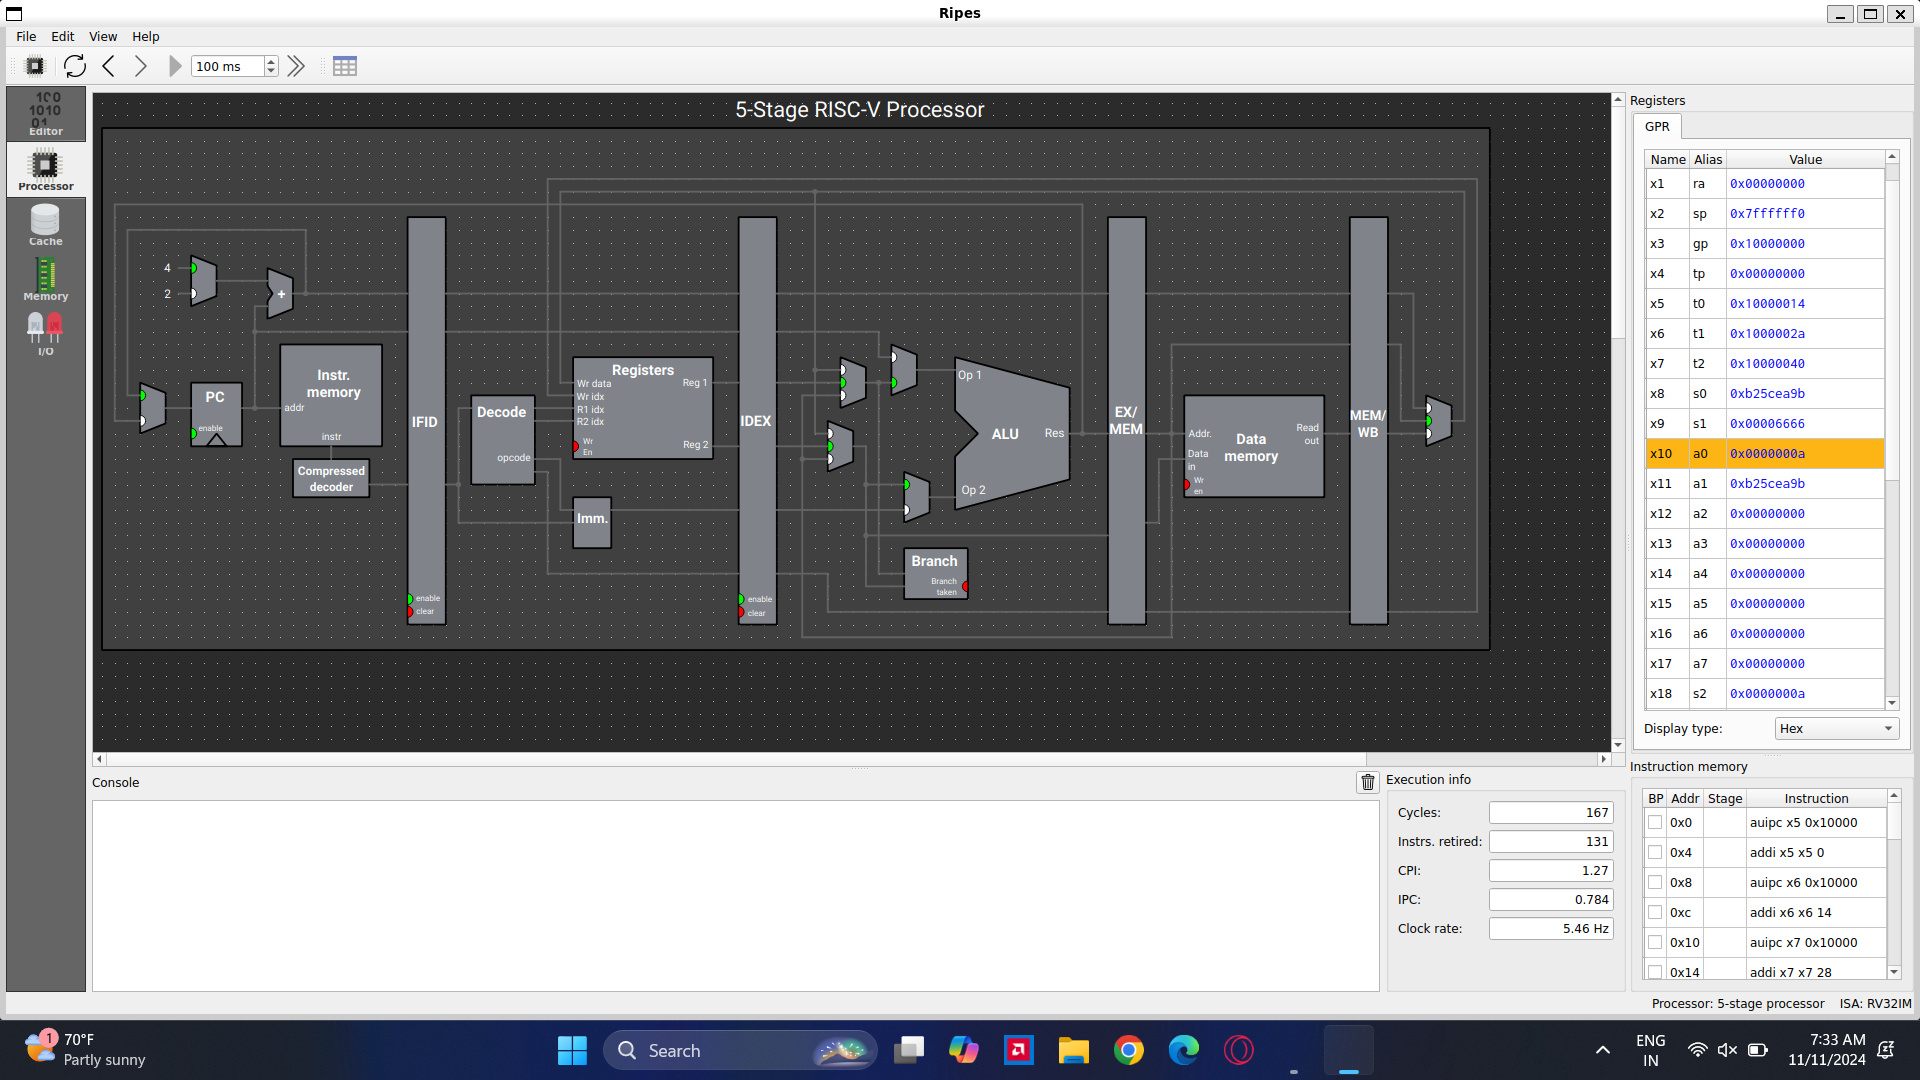 Ripes
File Edit View Help
100 ms
Editor
Processor
Cache
Memory
I/O
5-Stage RISC-V Processor
4
2
+
PC
enable
Instr.
memory
addr
instr
Compressed
decoder
IFID
enable
clear
Decode
opcode
Registers
Wr data
Wr idx
R1 idx
R2 idx
Wr
En
Reg 1
Reg 2
Imm.
IDEX
enable
clear
Op 1
ALU
Res
Op 2
Branch
Branch
taken
EX/
MEM
Addr.
Data
in
Wr
en
Data
memory
Read
out
MEM/
WB
Registers
GPR
Name Alias Value
x1 ra 0x00000000
x2 sp 0x7ffffff0
x3 gp 0x10000000
x4 tp 0x00000000
x5 t0 0x10000014
x6 t1 0x1000002a
x7 t2 0x10000040
x8 s0 0xb25cea9b
x9 s1 0x00006666
x10 a0 0x0000000a
x11 a1 0xb25cea9b
x12 a2 0x00000000
x13 a3 0x00000000
x14 a4 0x00000000
x15 a5 0x00000000
x16 a6 0x00000000
x17 a7 0x00000000
x18 s2 0x0000000a
Display type: Hex
Console
Execution info
Cycles: 167
Instrs. retired: 131
CPI: 1.27
IPC: 0.784
Clock rate: 5.46 Hz
Instruction memory
BP Addr Stage Instruction
0x0 auipc x5 0x10000
0x4 addi x5 x5 0
0x8 auipc x6 0x10000
0xc addi x6 x6 14
0x10 auipc x7 0x10000
0x14 addi x7 x7 28
Processor: 5-stage processor ISA: RV32IM
1
70°F
Partly sunny
Search
ENG
IN
7:33 AM
11/11/2024